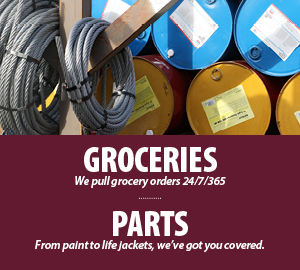 GROCERIES
We pull grocery orders 24/7/365
PARTS
From paint to life jackets, we've got you covered.